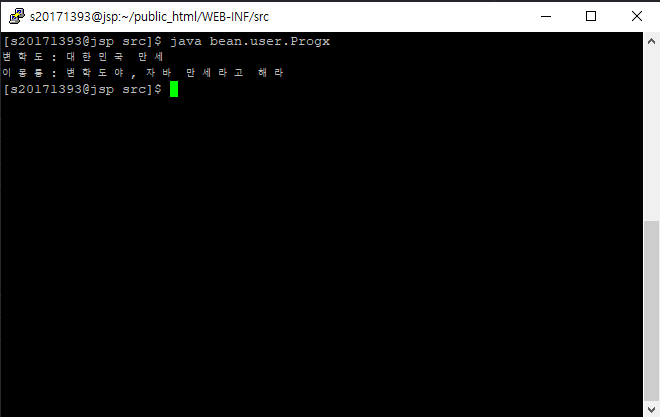 s20171393@jsp:~/public_html/WEB-INF/src
[s20171393@jsp src]$ java bean.user.Progx
변학도: 대한민국 만세
이몽룡: 변학도야, 자바 만세라고 해라
[s20171393@jsp src]$